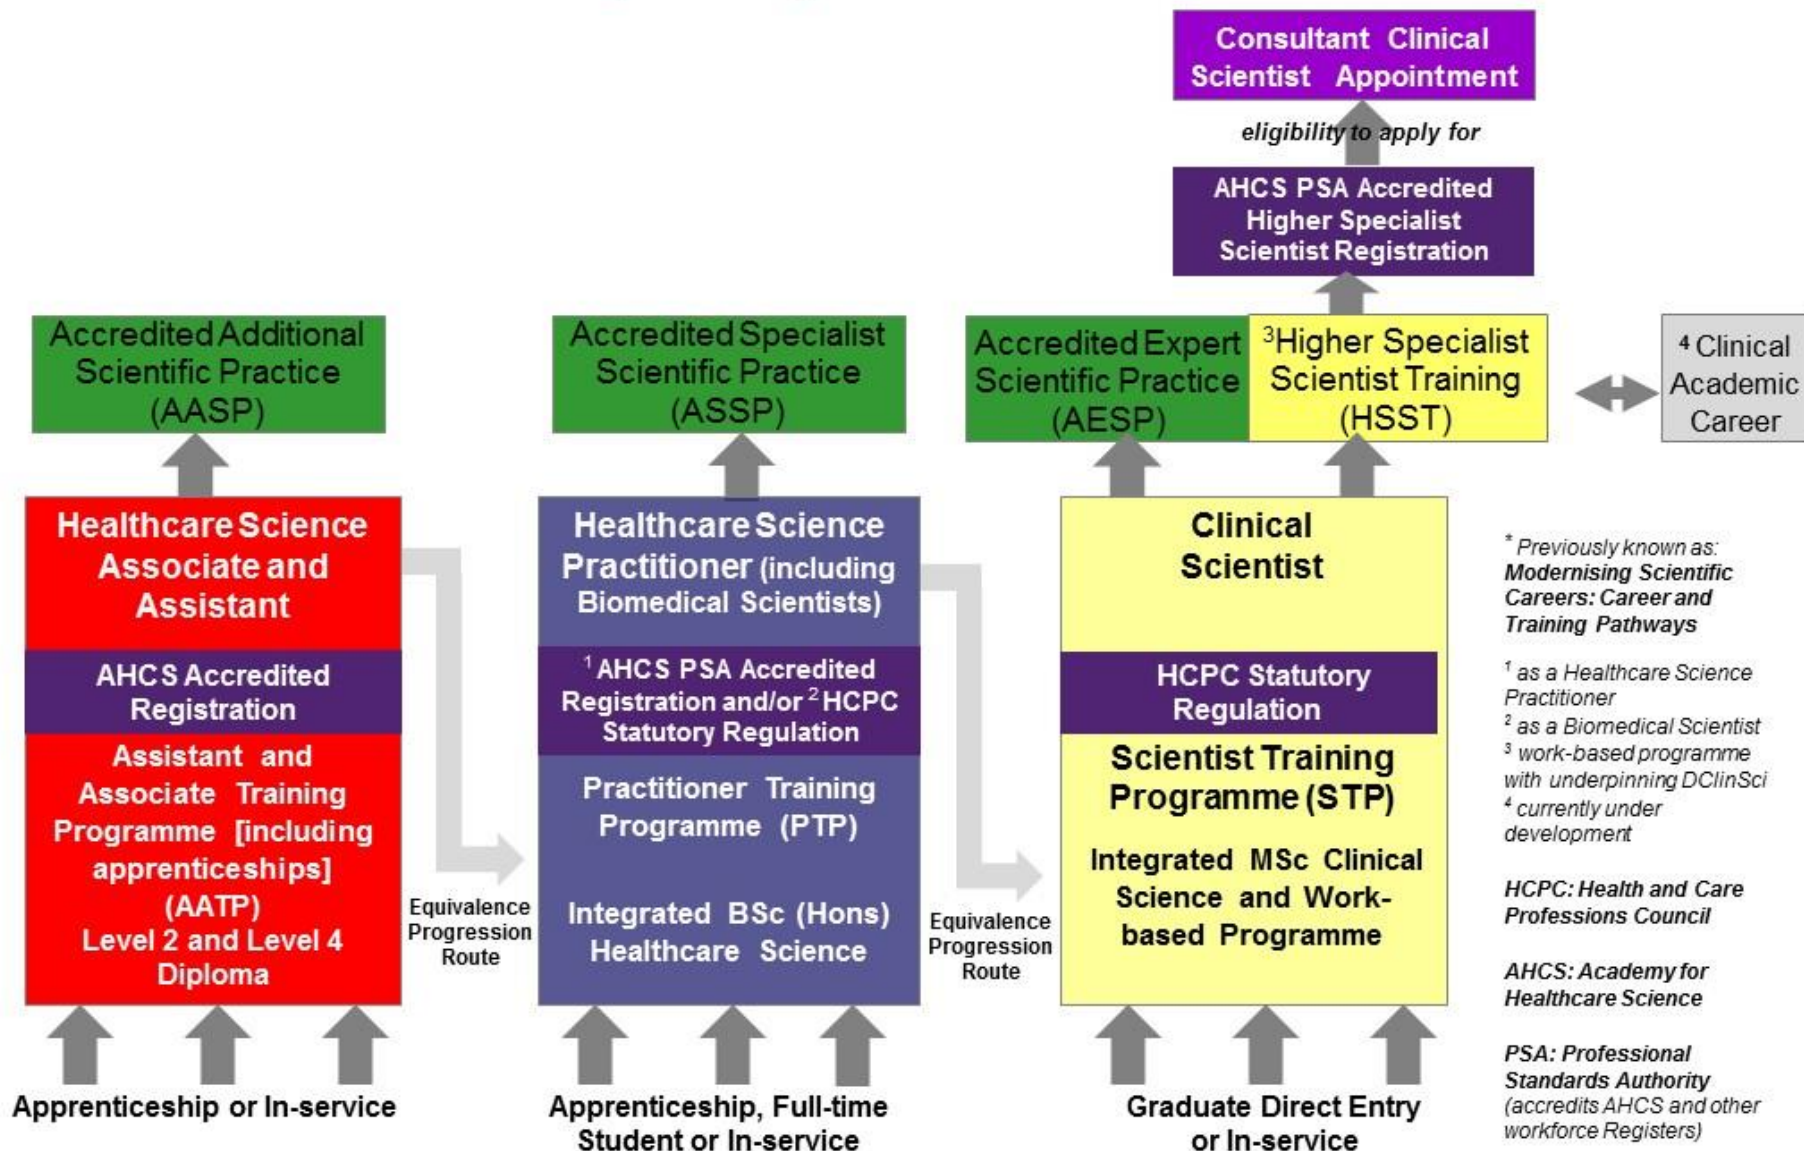 Consultant Clinical
Scientist Appointment
eligibility to apply for
AHCS PSA Accredited
Higher Specialist
Scientist Registration
Accredited Additional
Scientific Practice
(AASP)
Accredited Specialist
Scientific Practice
(ASSP)
Accredited Expert
Scientific Practice
(AESP)
³Higher Specialist
Scientist Training
(HSST)
⁴ Clinical
Academic
Career
Healthcare Science
Associate and
Assistant
AHCS Accredited
Registration
Assistant and
Associate Training
Programme [including
apprenticeships]
(AATP)
Level 2 and Level 4
Diploma
Equivalence
Progression
Route
Apprenticeship or In-service
Healthcare Science
Practitioner (including
Biomedical Scientists)
¹ AHCS PSA Accredited
Registration and/or ² HCPC
Statutory Regulation
Practitioner Training
Programme (PTP)
Integrated BSc (Hons)
Healthcare Science
Equivalence
Progression
Route
Apprenticeship, Full-time
Student or In-service
Clinical
Scientist
HCPC Statutory
Regulation
Scientist Training
Programme (STP)
Integrated MSc Clinical
Science and Work-
based Programme
Graduate Direct Entry
or In-service
* Previously known as:
Modernising Scientific
Careers: Career and
Training Pathways
¹ as a Healthcare Science
Practitioner
² as a Biomedical Scientist
³ work-based programme
with underpinning DClinSci
⁴ currently under
development
HCPC: Health and Care
Professions Council
AHCS: Academy for
Healthcare Science
PSA: Professional
Standards Authority
(accredits AHCS and other
workforce Registers)